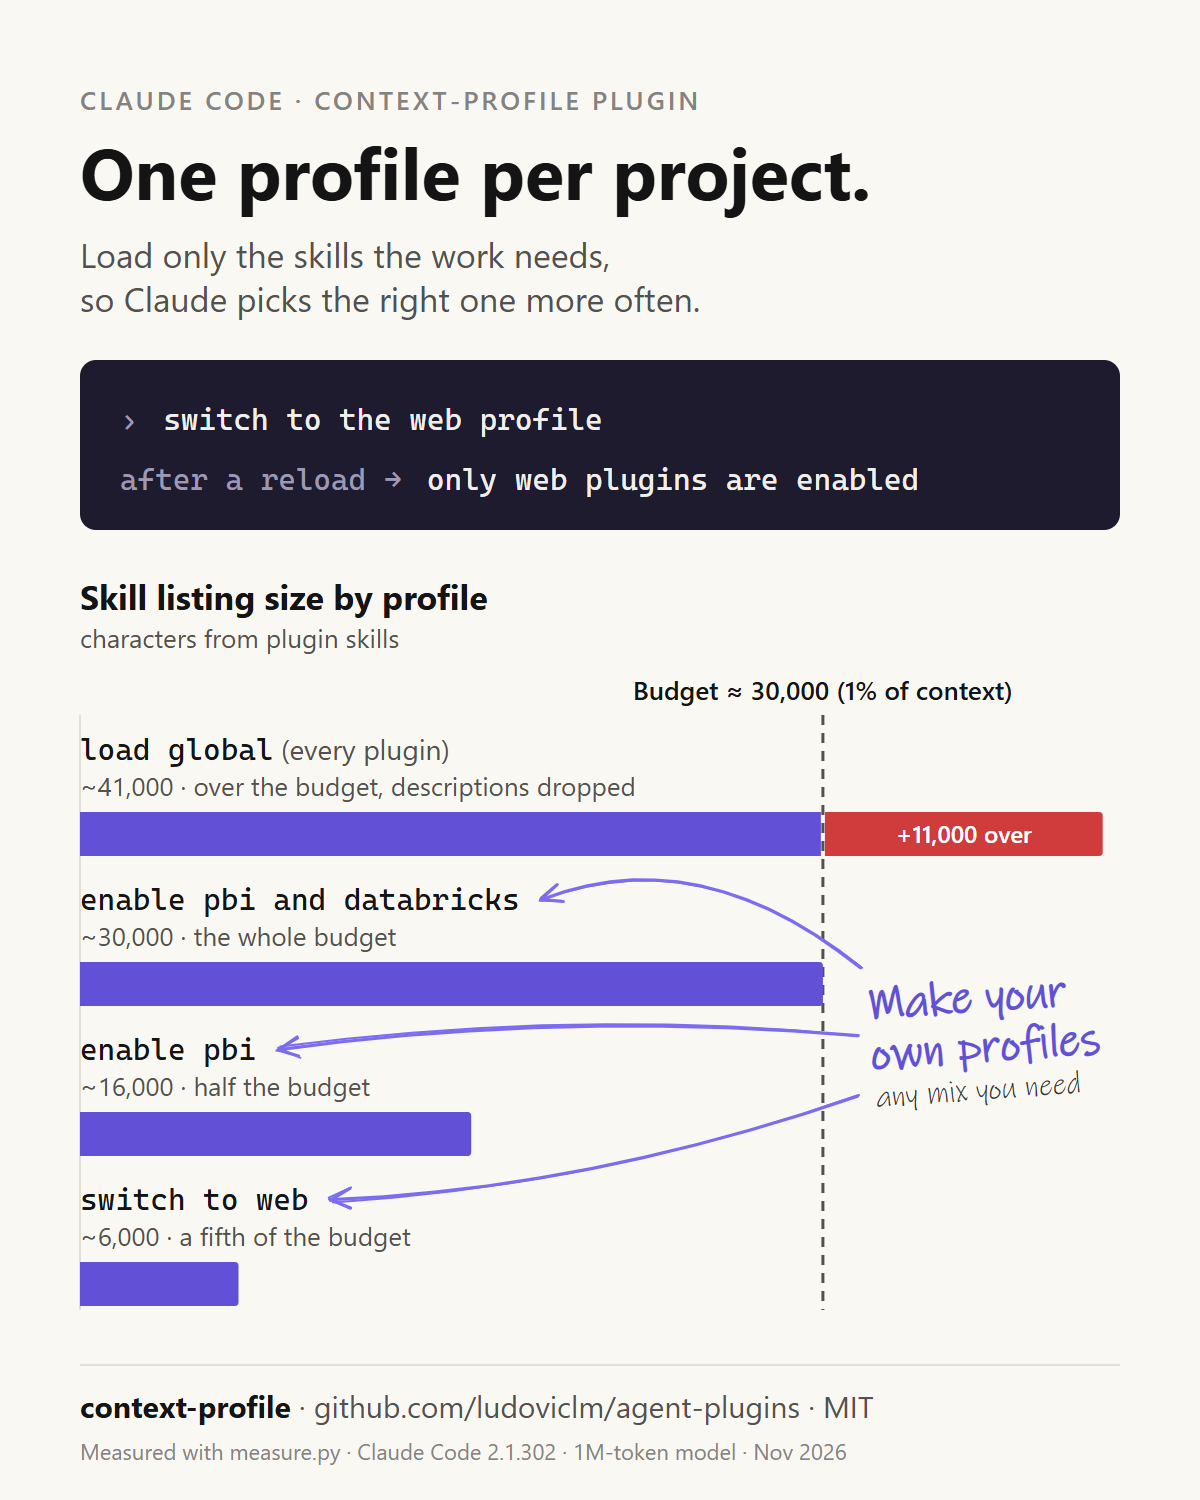 CLAUDE CODE · CONTEXT-PROFILE PLUGIN
One profile per project.
Load only the skills the work needs,
so Claude picks the right one more often.
› switch to the web profile
after a reload → only web plugins are enabled
Skill listing size by profile
characters from plugin skills
Budget ≈ 30,000 (1% of context)
load global (every plugin)
~41,000 · over the budget, descriptions dropped
+11,000 over
enable pbi and databricks
~30,000 · the whole budget
Make your
own profiles
any mix you need
enable pbi
~16,000 · half the budget
switch to web
~6,000 · a fifth of the budget
context-profile · github.com/ludoviclm/agent-plugins · MIT
Measured with measure.py · Claude Code 2.1.302 · 1M-token model · Nov 2026